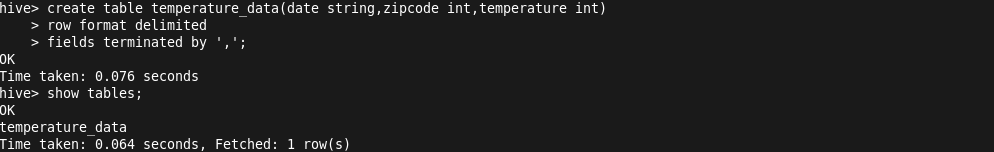 hive> create table temperature_data(date string,zipcode int,temperature int)
    > row format delimited
    > fields terminated by ',';
OK
Time taken: 0.076 seconds
hive> show tables;
OK
temperature_data
Time taken: 0.064 seconds, Fetched: 1 row(s)